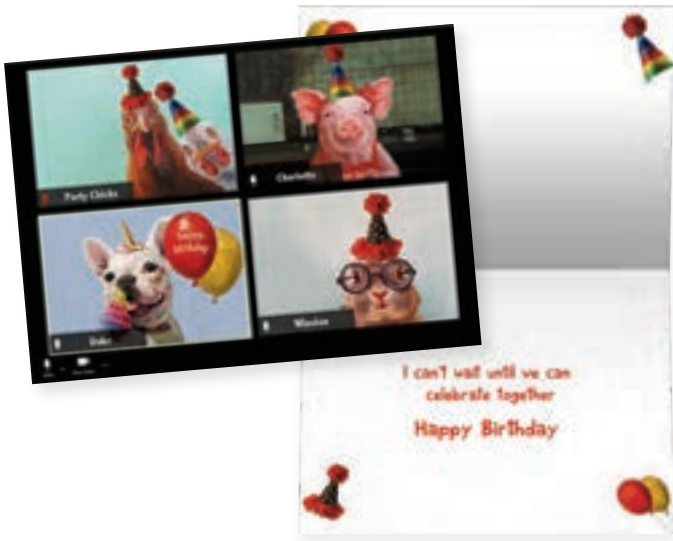 Party Chicks
Charlotte
happy
birthday
Duke
Winston
I can't wait until we can
celebrate together
Happy Birthday